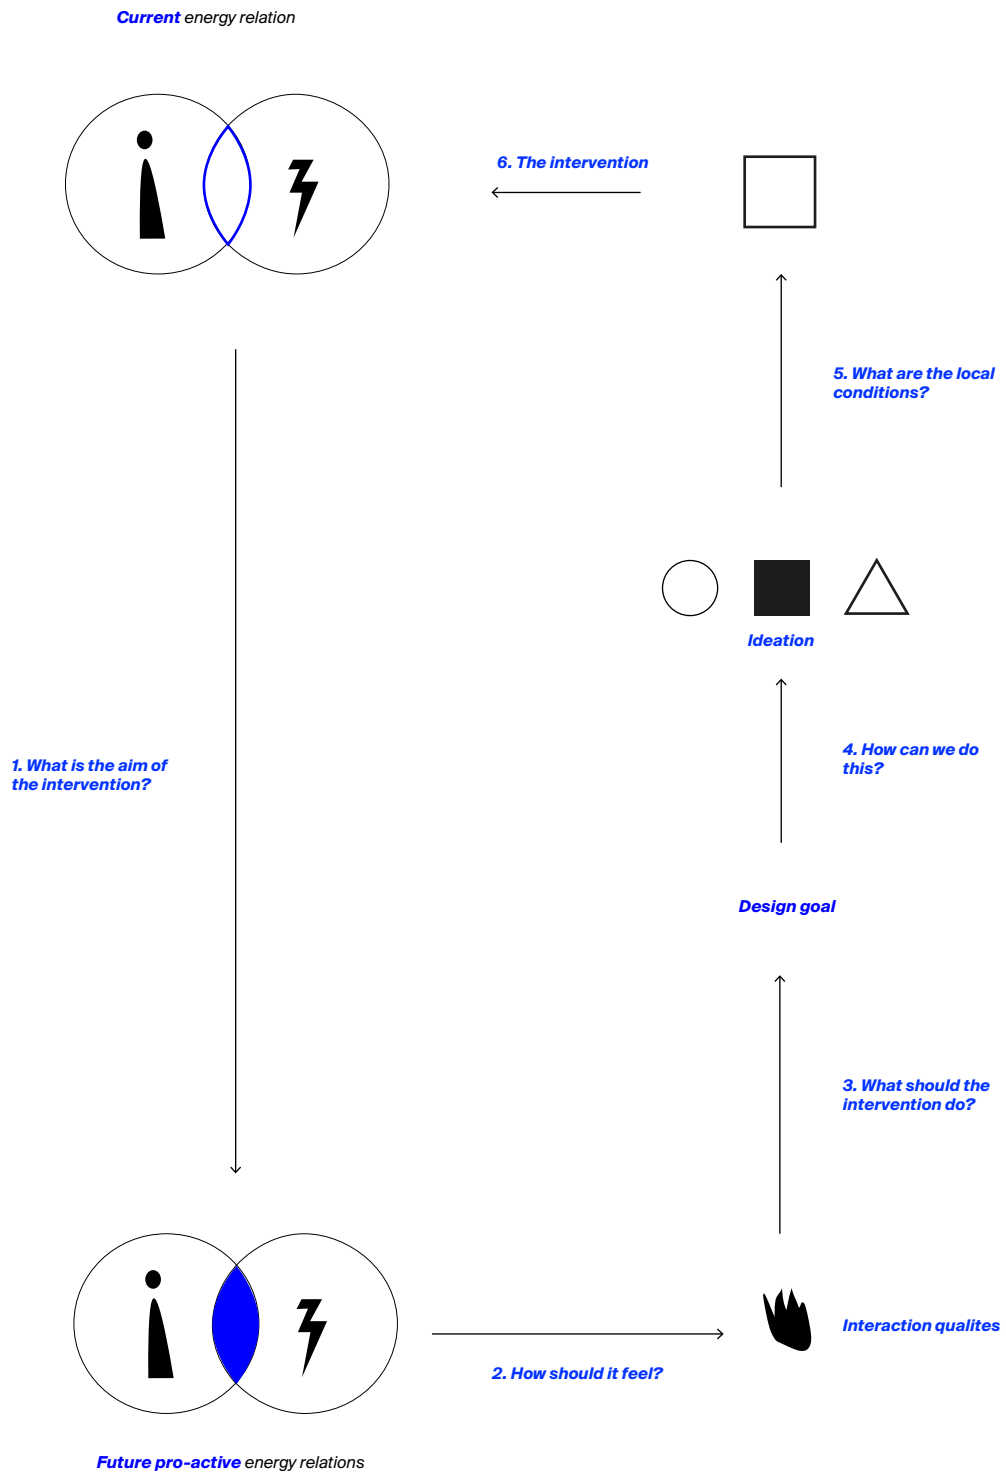 Current energy relation
6. The intervention
5. What are the local
conditions?
Ideation
1. What is the aim of
the intervention?
4. How can we do
this?
Design goal
3. What should the
intervention do?
Interaction qualites
2. How should it feel?
Future pro-active energy relations